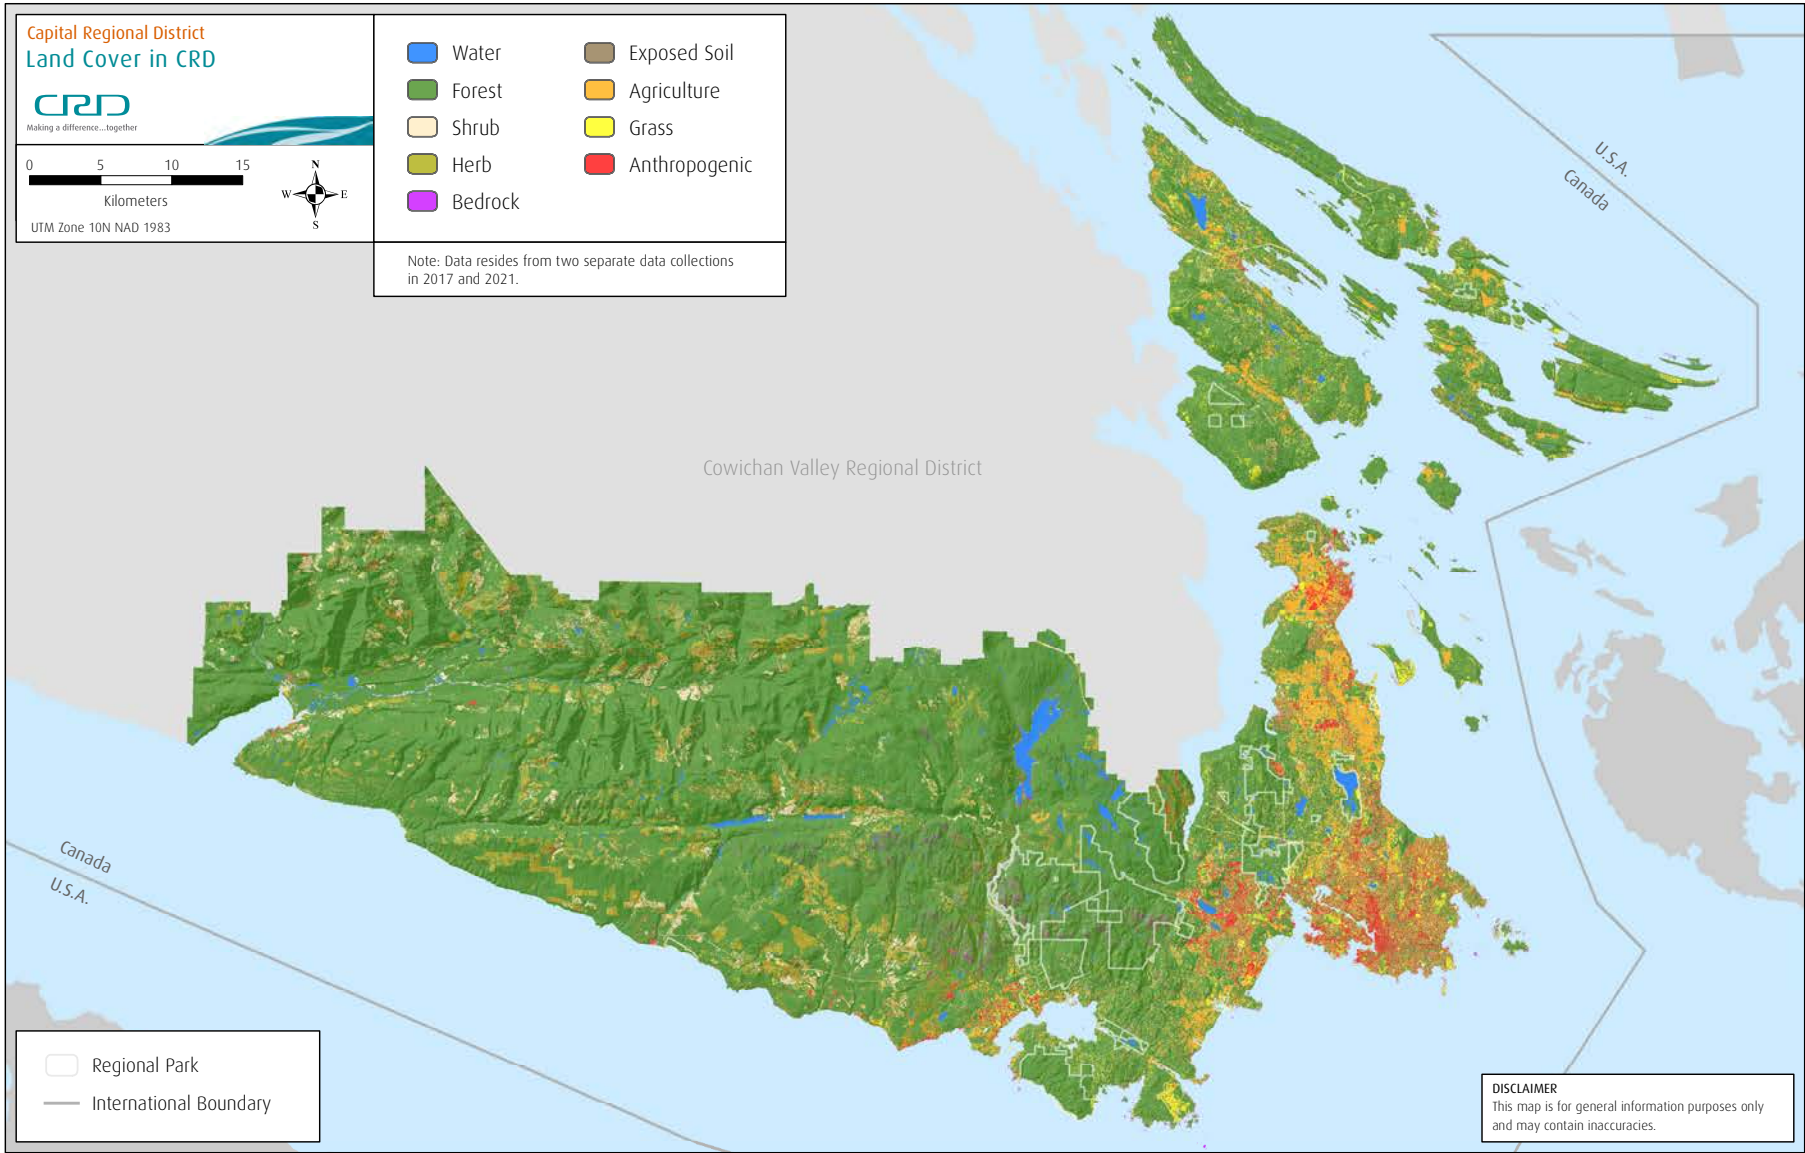 Capital Regional District
Land Cover in CRD
CRD
Making a difference...together
0 5 10 15
Kilometers
UTM Zone 10N NAD 1983
N
W E
S
Water
Forest
Shrub
Herb
Bedrock
Exposed Soil
Agriculture
Grass
Anthropogenic
Note: Data resides from two separate data collections
in 2017 and 2021.
U.S.A.
Canada
Cowichan Valley Regional District
Canada
U.S.A.
Regional Park
International Boundary
DISCLAIMER
This map is for general information purposes only
and may contain inaccuracies.